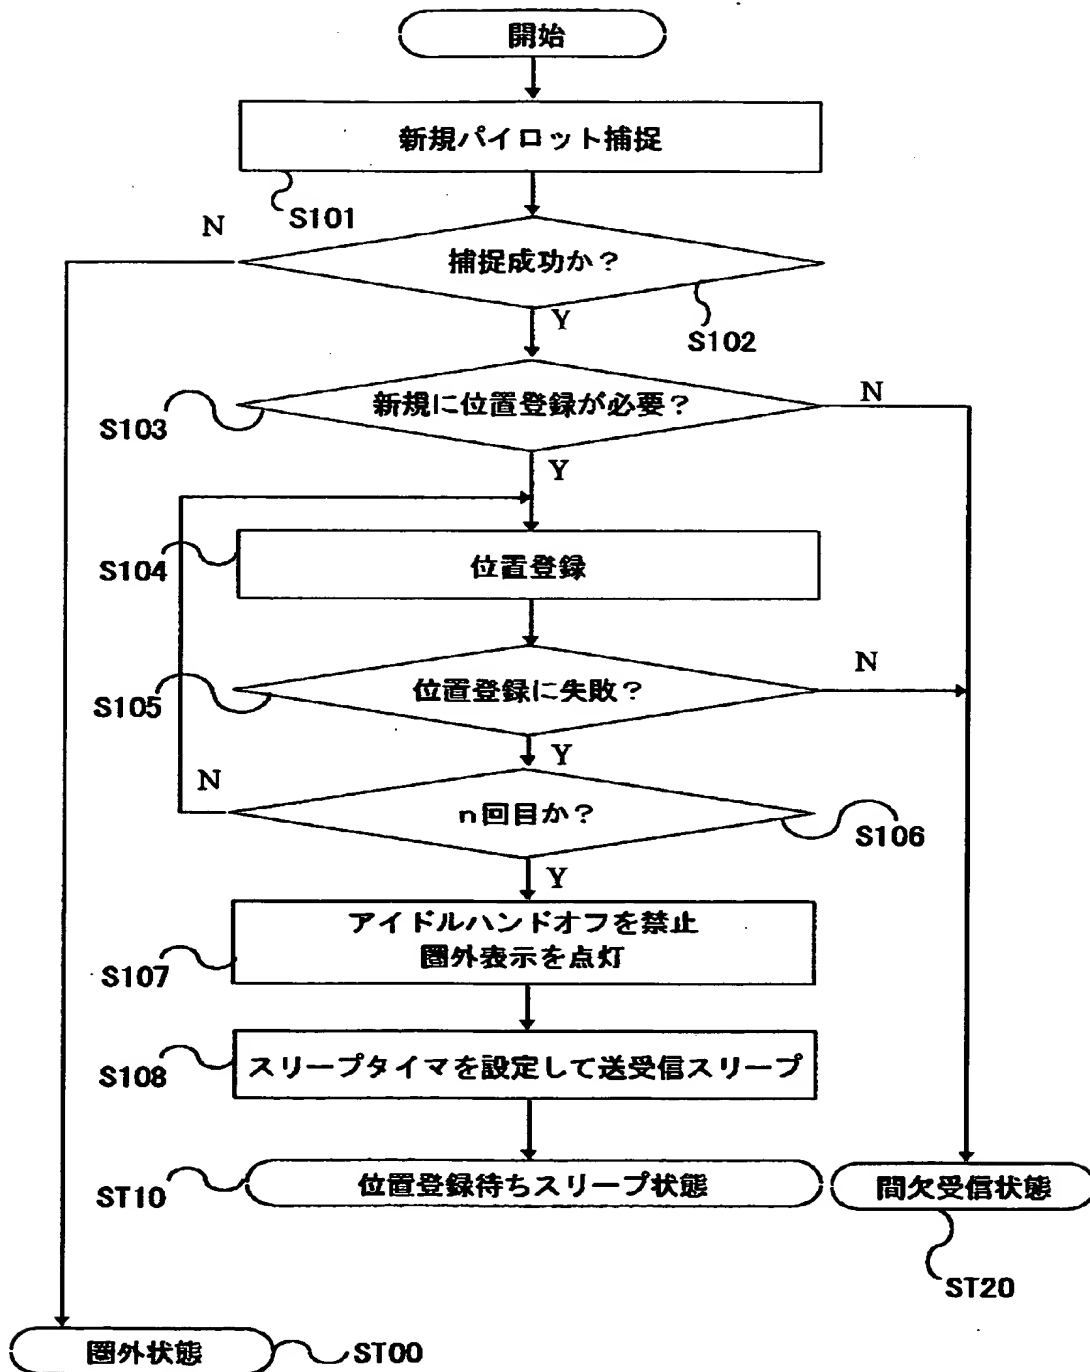 開始
新規パイロット捕捉
S101
N
捕捉成功か?
S102
Y
新規に位置登録が必要?
N
S103
Y
位置登録
S104
位置登録に失敗?
N
S105
Y
N
n回目か?
S106
Y
アイドルハンドオフを禁止
圏外表示を点灯
S107
スリープタイマを設定して送受信スリープ
S108
位置登録待ちスリープ状態
ST10
間欠受信状態
ST20
圏外状態
ST00